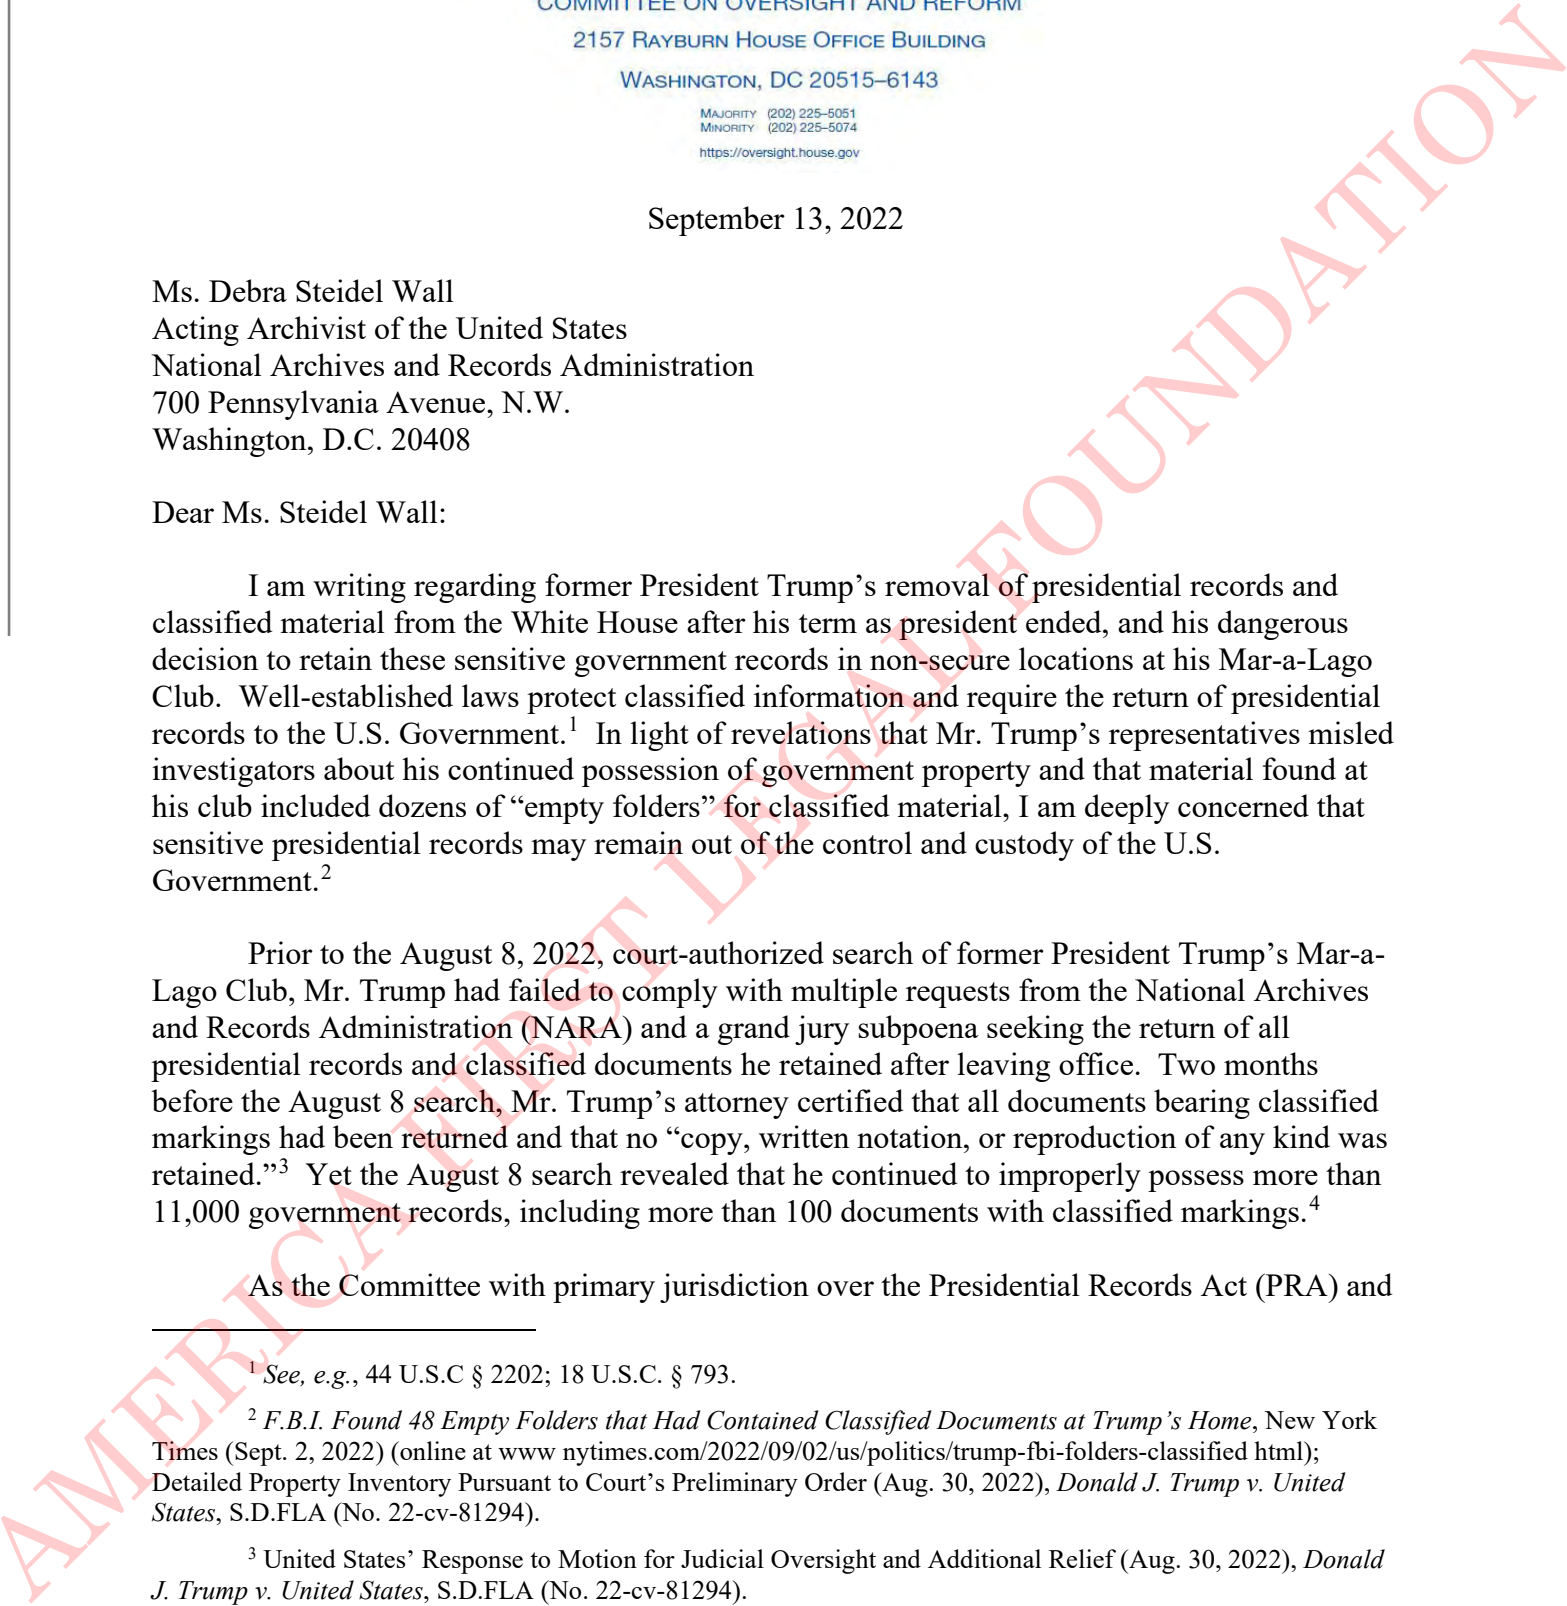 COMMITTEE ON OVERSIGHT AND REFORM
2157 RAYBURN HOUSE OFFICE BUILDING
WASHINGTON, DC 20515–6143
MAJORITY (202) 225–5051
MINORITY (202) 225–5074
https://oversight.house.gov
September 13, 2022
Ms. Debra Steidel Wall
Acting Archivist of the United States
National Archives and Records Administration
700 Pennsylvania Avenue, N.W.
Washington, D.C. 20408
Dear Ms. Steidel Wall:
I am writing regarding former President Trump’s removal of presidential records and
classified material from the White House after his term as president ended, and his dangerous
decision to retain these sensitive government records in non-secure locations at his Mar-a-Lago
Club. Well-established laws protect classified information and require the return of presidential
records to the U.S. Government.1 In light of revelations that Mr. Trump’s representatives misled
investigators about his continued possession of government property and that material found at
his club included dozens of “empty folders” for classified material, I am deeply concerned that
sensitive presidential records may remain out of the control and custody of the U.S.
Government.2
Prior to the August 8, 2022, court-authorized search of former President Trump’s Mar-a-
Lago Club, Mr. Trump had failed to comply with multiple requests from the National Archives
and Records Administration (NARA) and a grand jury subpoena seeking the return of all
presidential records and classified documents he retained after leaving office. Two months
before the August 8 search, Mr. Trump’s attorney certified that all documents bearing classified
markings had been returned and that no “copy, written notation, or reproduction of any kind was
retained.”3 Yet the August 8 search revealed that he continued to improperly possess more than
11,000 government records, including more than 100 documents with classified markings.4
As the Committee with primary jurisdiction over the Presidential Records Act (PRA) and
1 See, e.g., 44 U.S.C § 2202; 18 U.S.C. § 793.
2 F.B.I. Found 48 Empty Folders that Had Contained Classified Documents at Trump’s Home, New York
Times (Sept. 2, 2022) (online at www nytimes.com/2022/09/02/us/politics/trump-fbi-folders-classified html);
Detailed Property Inventory Pursuant to Court’s Preliminary Order (Aug. 30, 2022), Donald J. Trump v. United
States, S.D.FLA (No. 22-cv-81294).
3 United States’ Response to Motion for Judicial Oversight and Additional Relief (Aug. 30, 2022), Donald
J. Trump v. United States, S.D.FLA (No. 22-cv-81294).
AMERICA FIRST LEGAL FOUNDATION